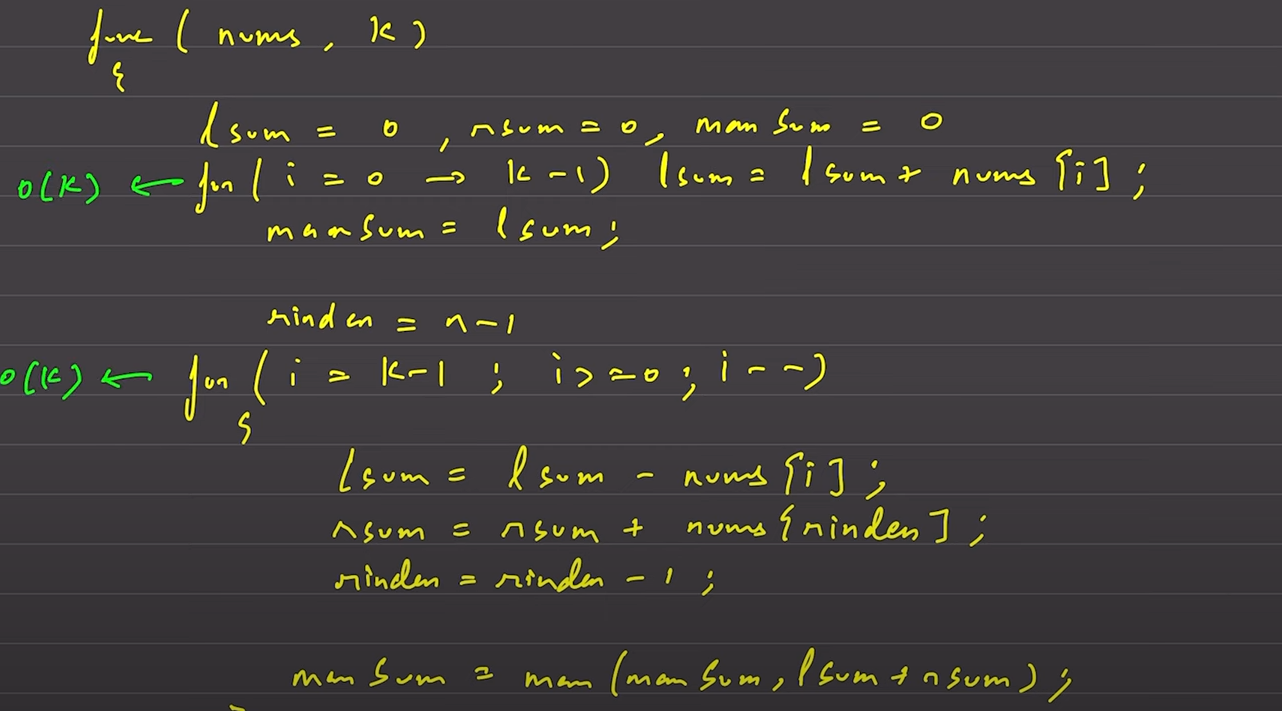 func ( nums , k )
{
lsum = 0 , rsum = 0 , maxSum = 0
O(K) ← for ( i = 0 → k - 1 ) lsum = lsum + nums [i] ;
maxSum = lsum ;
rindex = n - 1
O(K) ← for ( i = k - 1 ; i > = 0 ; i - - )
{
lsum = lsum - nums [i] ;
rsum = rsum + nums [rindex] ;
rindex = rindex - 1 ;
maxSum = max (maxSum , lsum + rsum ) ;